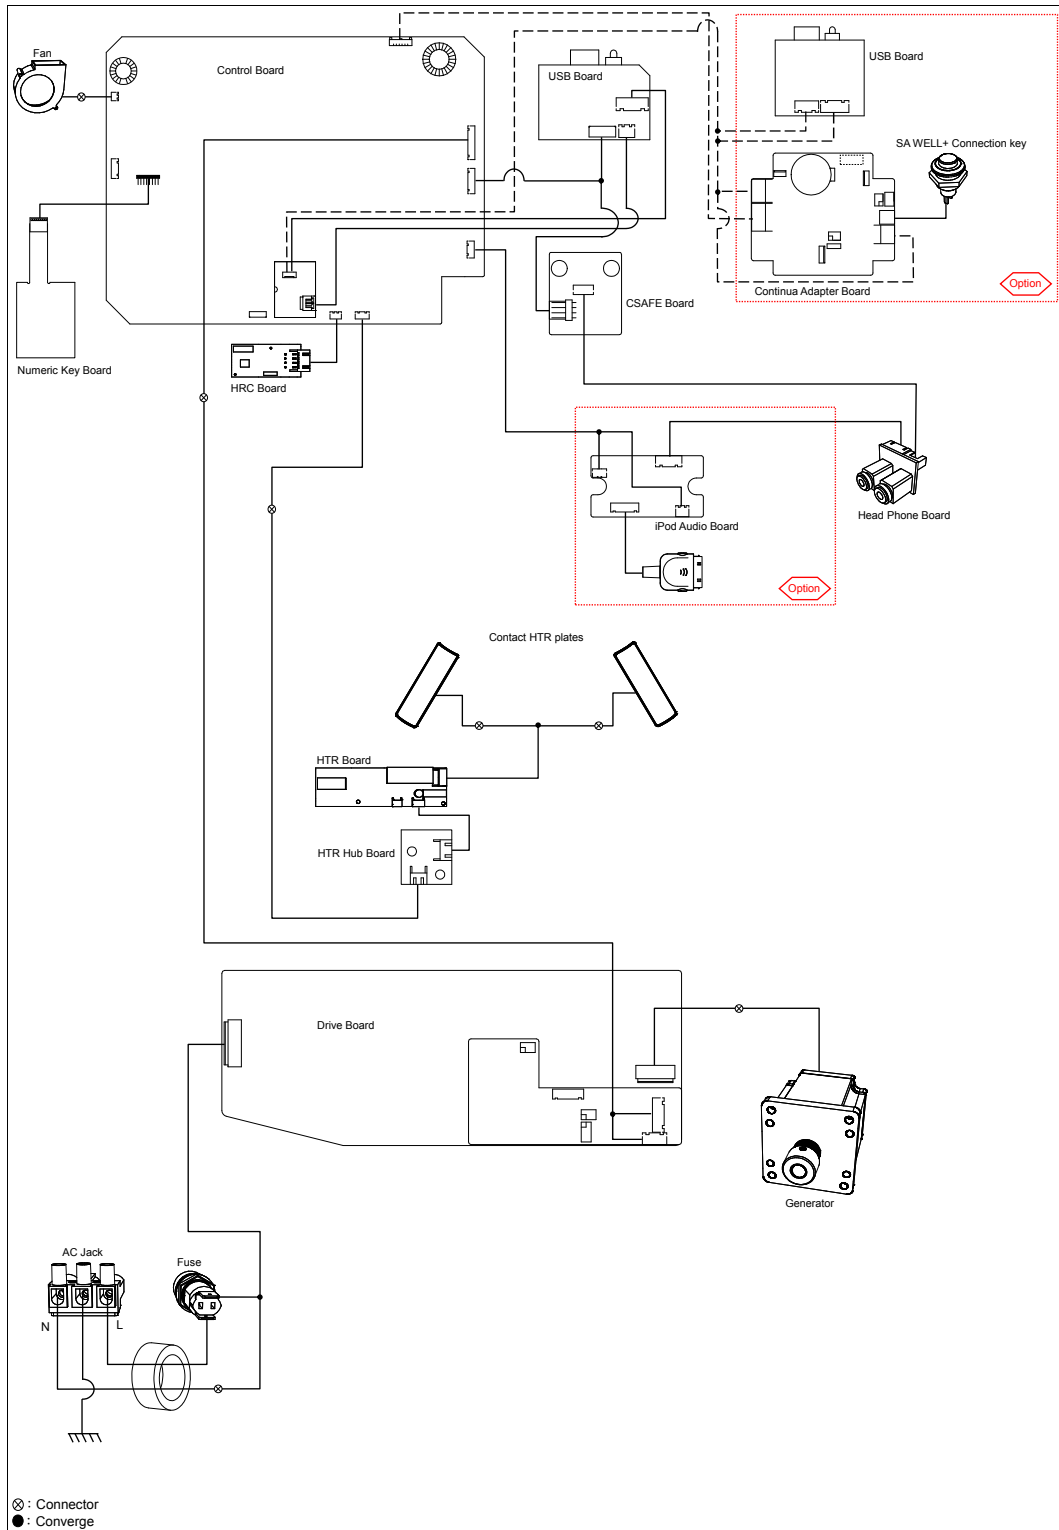 Fan
Control Board
USB Board
USB Board
SA WELL+ Connection key
Continua Adapter Board
Option
CSAFE Board
Numeric Key Board
HRC Board
iPod Audio Board
Head Phone Board
Option
Contact HTR plates
HTR Board
HTR Hub Board
Drive Board
Generator
AC Jack
Fuse
N
L
⊗ : Connector
● : Converge